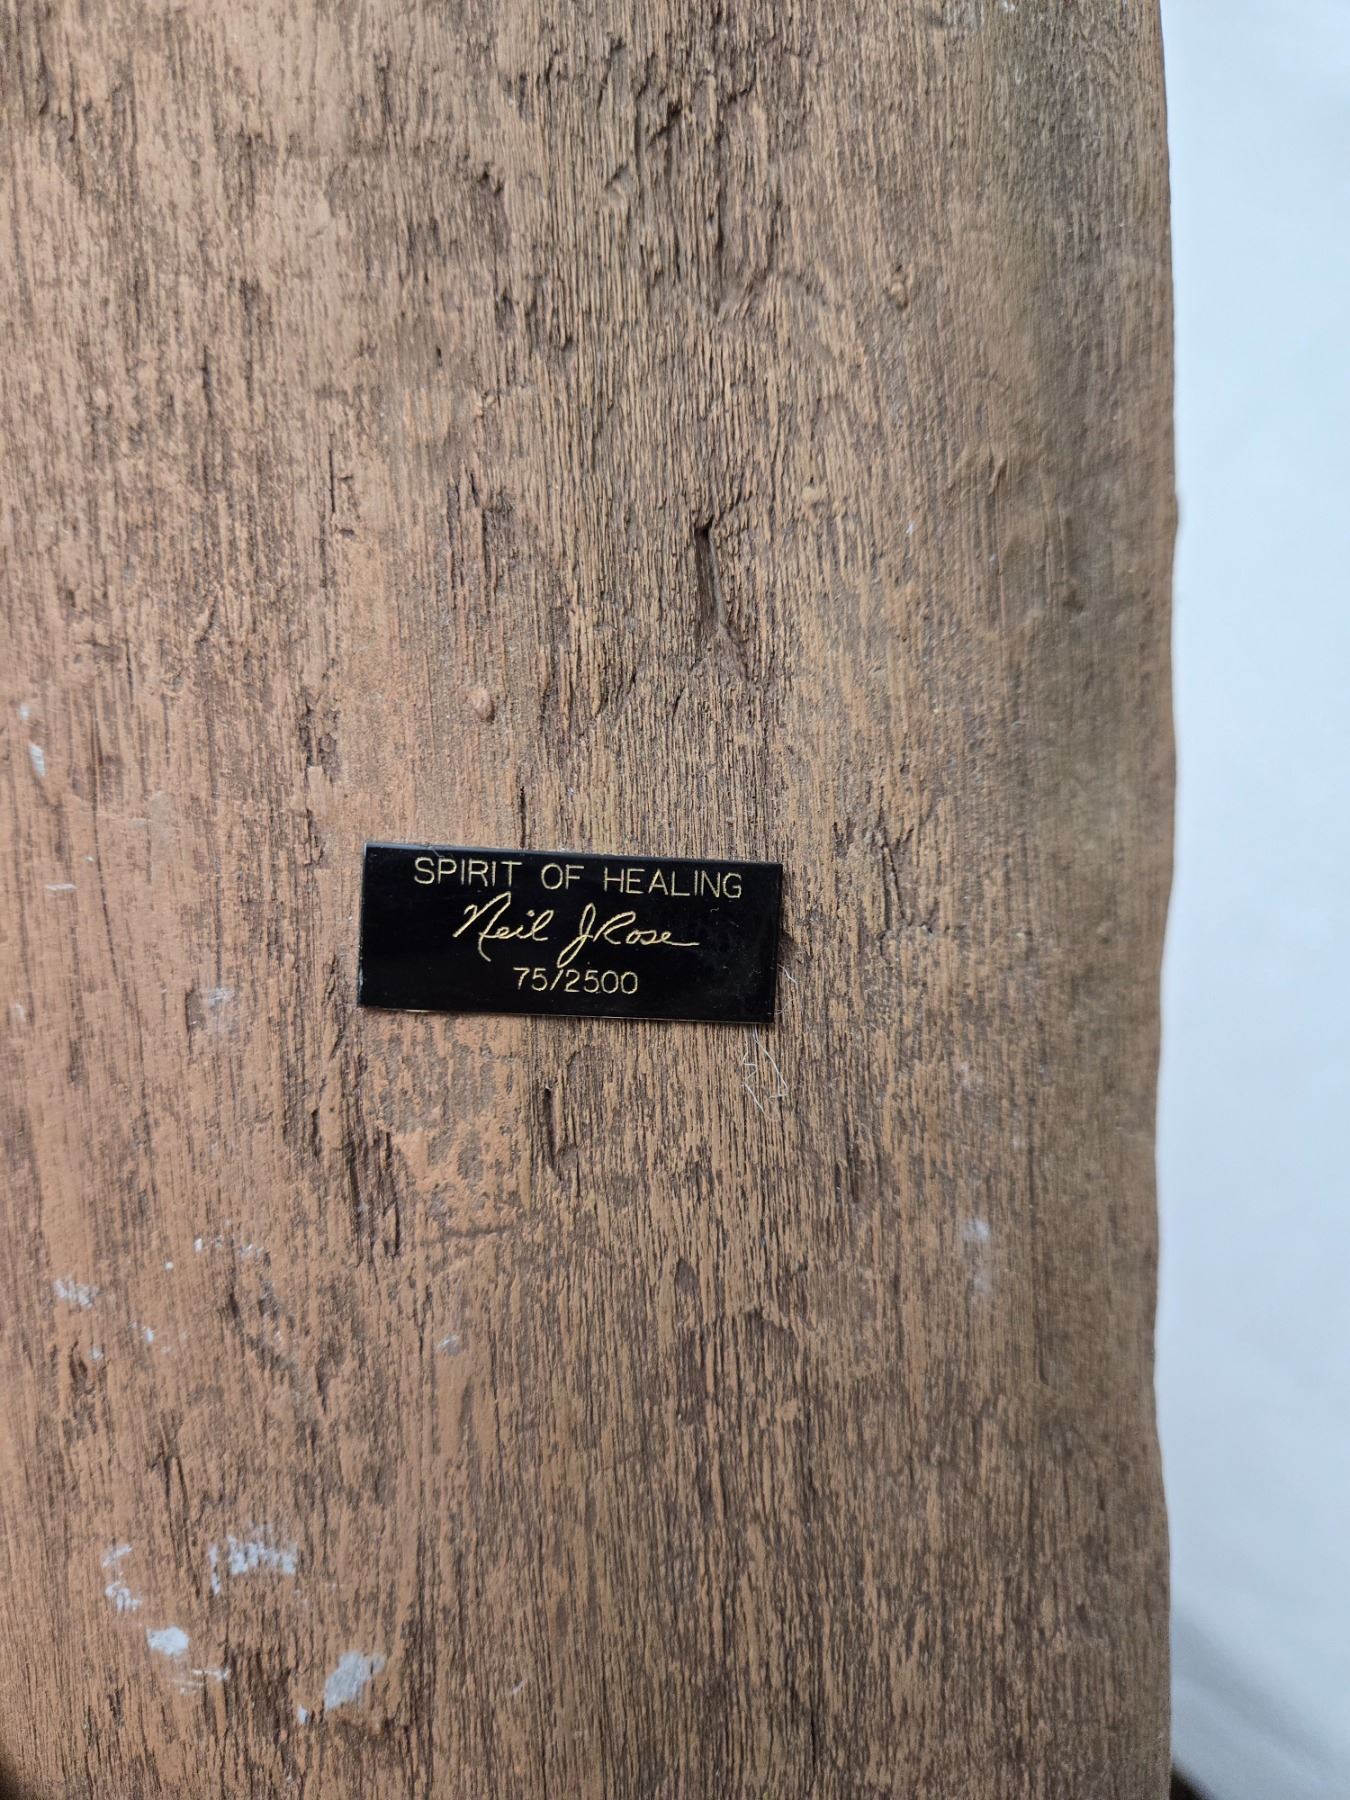 SPIRIT OF HEALING
Neil J Rose
75/2500